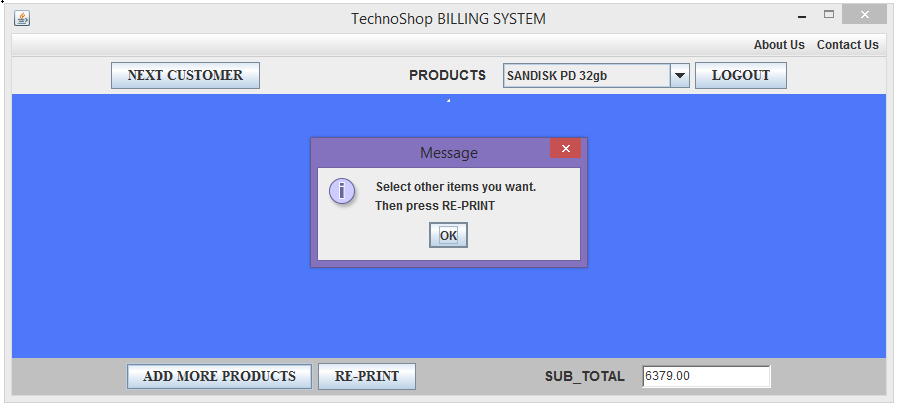 TechnoShop BILLING SYSTEM
About Us Contact Us
NEXT CUSTOMER PRODUCTS SANDISK PD 32gb LOGOUT
Message
Select other items you want.
Then press RE-PRINT
OK
ADD MORE PRODUCTS RE-PRINT SUB_TOTAL 6379.00